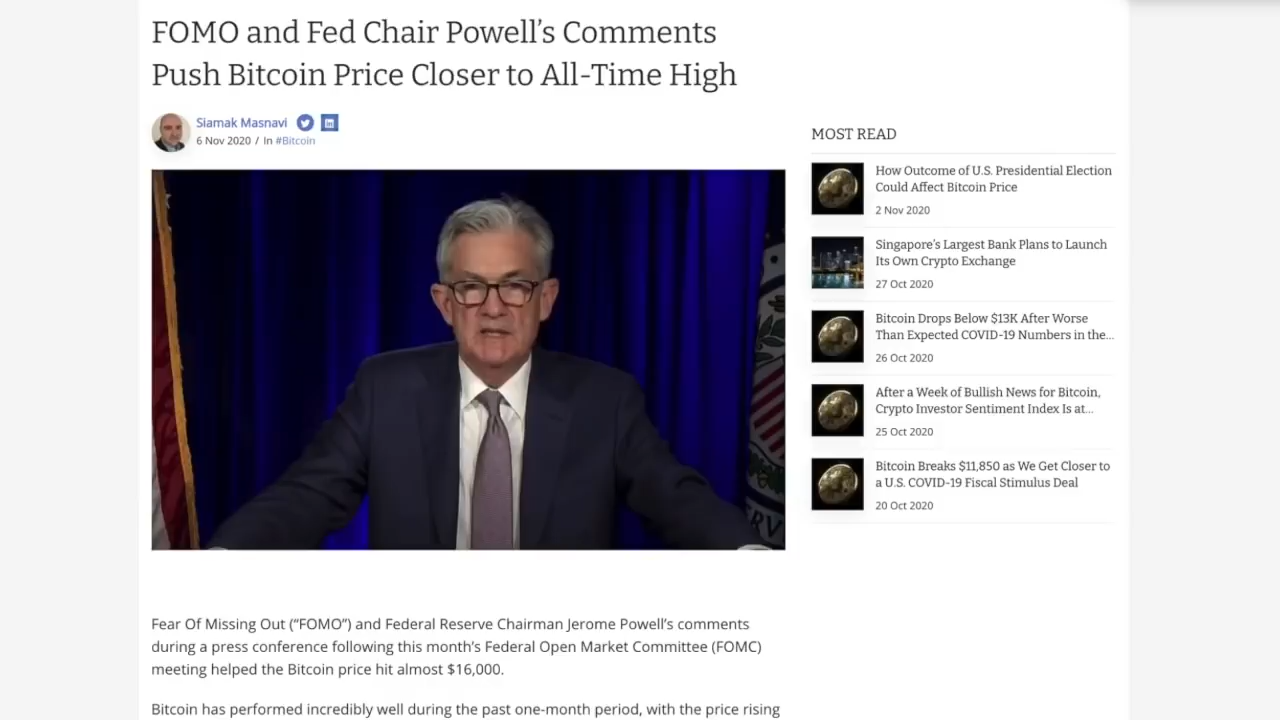 FOMO and Fed Chair Powell's Comments
Push Bitcoin Price Closer to All-Time High
Siamak Masnavi
6 Nov 2020 / In #Bitcoin
RV
Fear Of Missing Out (“FOMO”) and Federal Reserve Chairman Jerome Powell’s comments
during a press conference following this month’s Federal Open Market Committee (FOMC)
meeting helped the Bitcoin price hit almost $16,000.
Bitcoin has performed incredibly well during the past one-month period, with the price rising
MOST READ
How Outcome of U.S. Presidential Election
Could Affect Bitcoin Price
2 Nov 2020
Singapore’s Largest Bank Plans to Launch
Its Own Crypto Exchange
27 Oct 2020
Bitcoin Drops Below $13K After Worse
Than Expected COVID-19 Numbers in the...
26 Oct 2020
After a Week of Bullish News for Bitcoin,
Crypto Investor Sentiment Index Is at...
25 Oct 2020
Bitcoin Breaks $11,850 as We Get Closer to
a U.S. COVID-19 Fiscal Stimulus Deal
20 Oct 2020